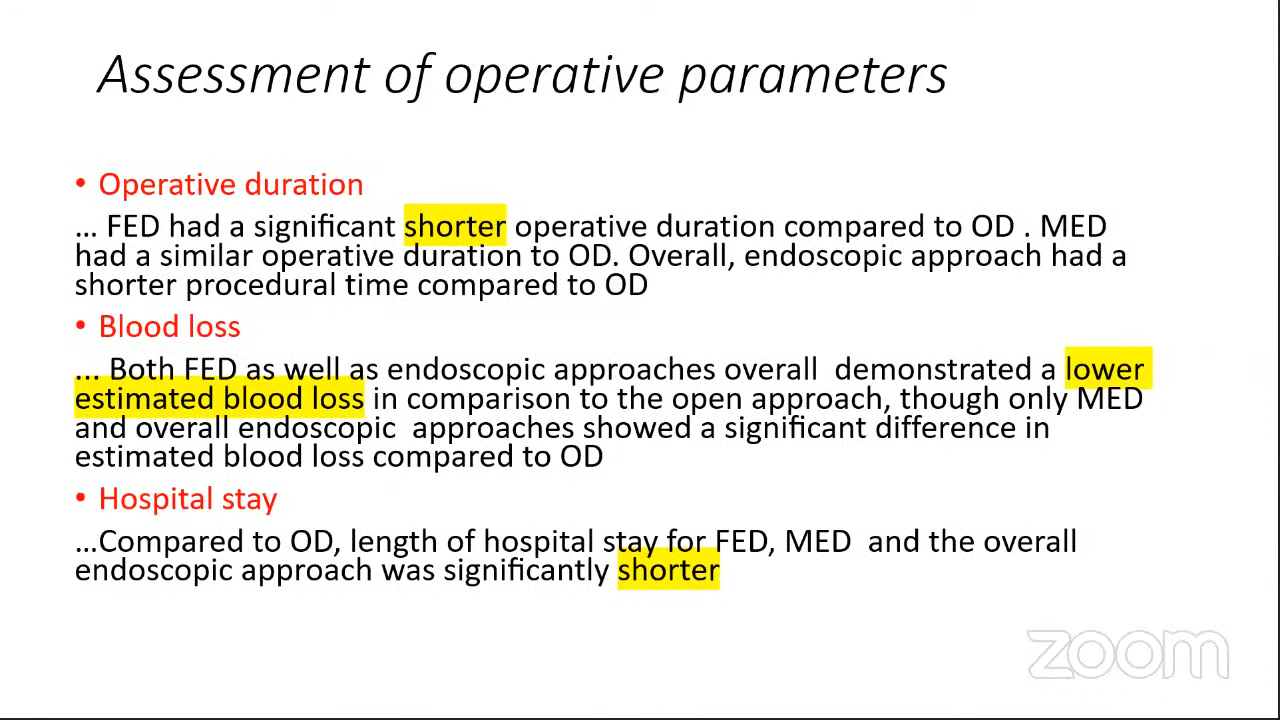 Assessment of operative parameters
• Operative duration
... FED had a significant shorter operative duration compared to OD . MED
had a similar operative duration to OD. Overall, endoscopic approach had a
shorter procedural time compared to OD
• Blood loss
... Both FED as well as endoscopic approaches overall  demonstrated a lower
estimated blood loss in comparison to the open approach, though only MED
and overall endoscopic  approaches showed a significant difference in
estimated blood loss compared to OD
• Hospital stay
...Compared to OD, length of hospital stay for FED, MED  and the overall
endoscopic approach was significantly shorter
zoom